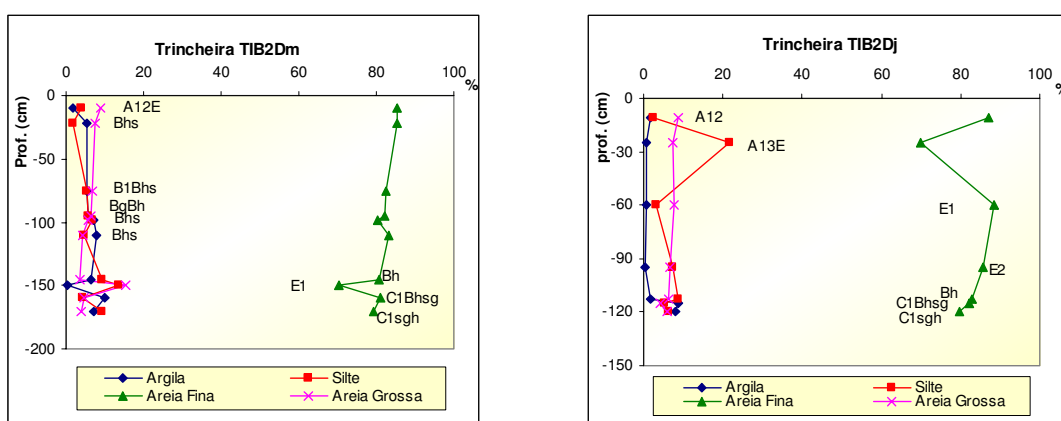 Trincheira TIB2Dm
0 20 40 60 80 100
%
Prof. (cm)
0
-50
-100
-150
-200
A12E
Bhs
B1Bhs
BgBh
Bhs
Bhs
Bh
E1
C1Bhsg
C1sgh
Argila Silte
Areia Fina Areia Grossa
Trincheira TIB2Dj
0 20 40 60 80 100
%
prof. (cm)
0
-30
-60
-90
-120
-150
A12
A13E
E1
E2
Bh
C1Bhsg
C1sgh
Argila Silte
Areia Fina Areia Grossa